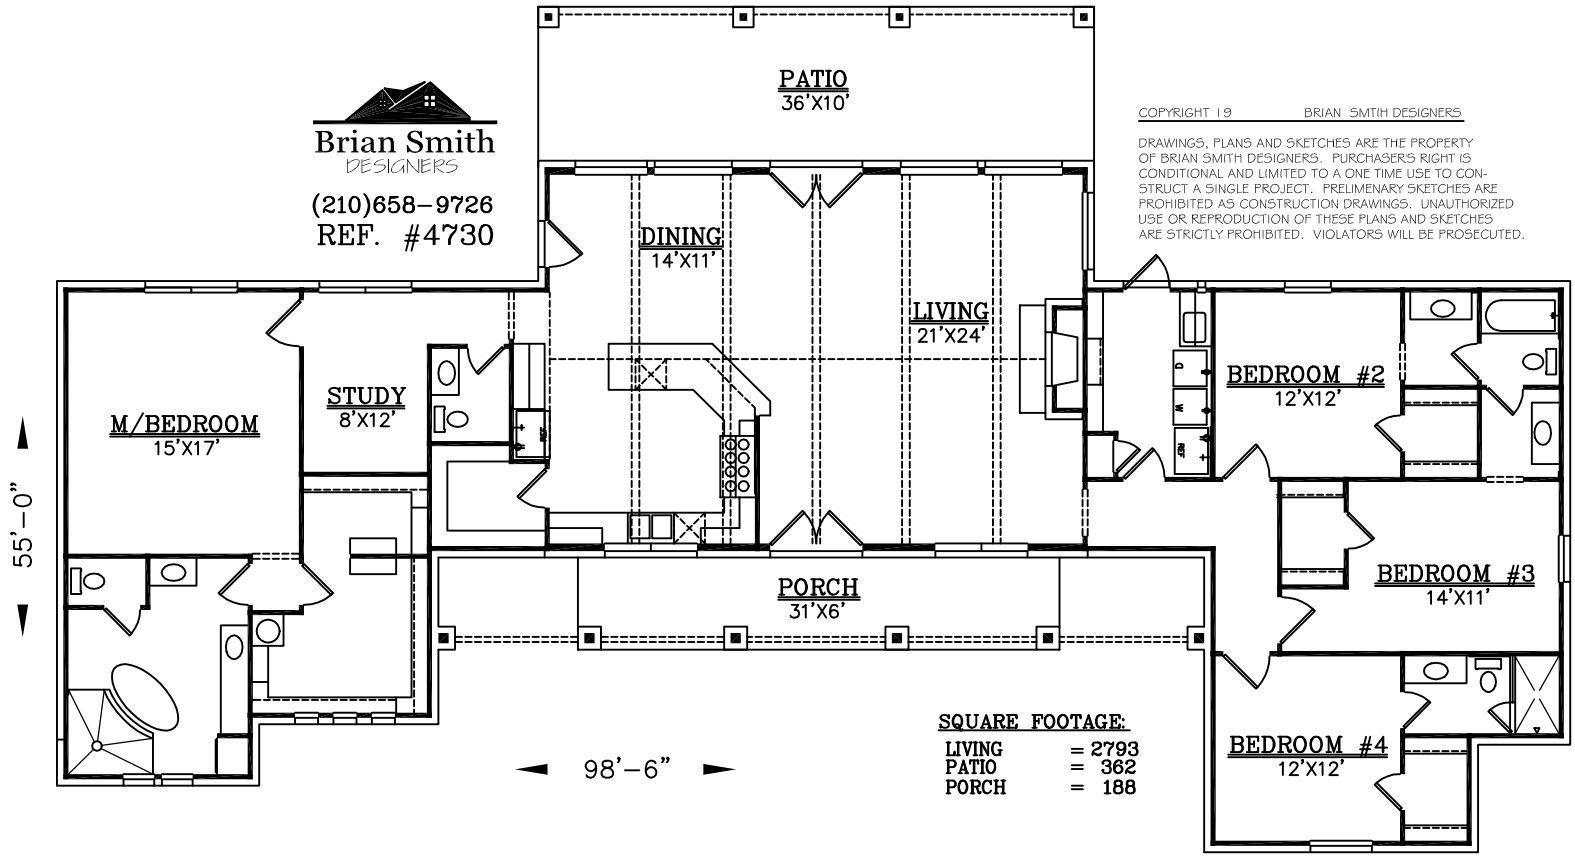 PATIO
36'X10'
Brian Smith
DESIGNERS
(210)658-9726
REF. #4730
COPYRIGHT 19 BRIAN SMTIH DESIGNERS
DRAWINGS, PLANS AND SKETCHES ARE THE PROPERTY
OF BRIAN SMITH DESIGNERS. PURCHASER'S RIGHT IS
CONDITIONAL AND LIMITED TO A ONE TIME USE TO CON-
STRUCT A SINGLE PROJECT. PRELIMENARY SKETCHES ARE
PROHIBITED AS CONSTRUCTION DRAWINGS. UNAUTHORIZED
USE OR REPRODUCTION OF THESE PLANS AND SKETCHES
ARE STRICTLY PROHIBITED. VIOLATORS WILL BE PROSECUTED.
DINING
14'X11'
LIVING
21'X24'
STUDY
8'X12'
M/BEDROOM
15'X17'
REF
D
W
REF
BEDROOM #2
12'X12'
BEDROOM #3
14'X11'
55'-0"
PORCH
31'X6'
BEDROOM #4
12'X12'
98'-6"
SQUARE FOOTAGE:
LIVING = 2793
PATIO = 362
PORCH = 188